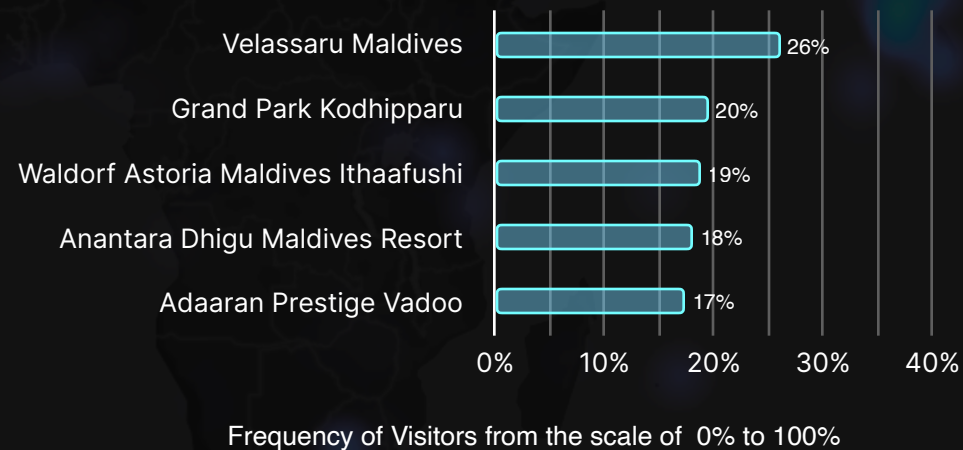 Velassaru Maldives 26%
Grand Park Kodhipparu 20%
Waldorf Astoria Maldives Ithaafushi 19%
Anantara Dhigu Maldives Resort 18%
Adaaran Prestige Vadoo 17%
0% 10% 20% 30% 40%
Frequency of Visitors from the scale of 0% to 100%